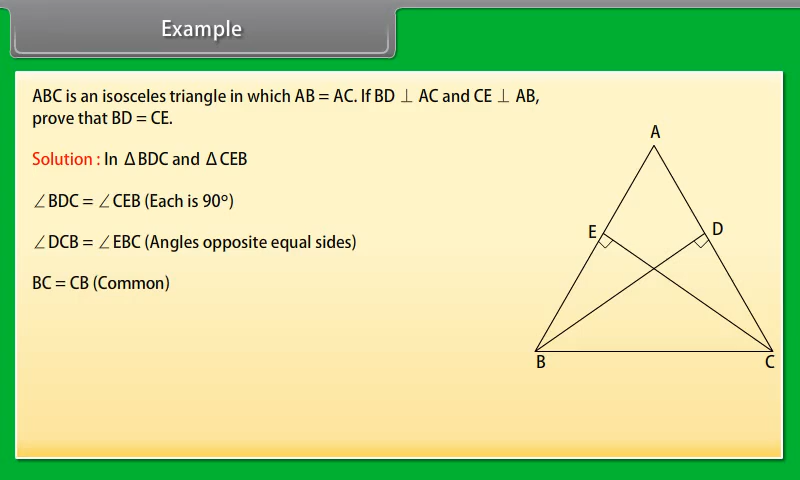 Example
ABC is an isosceles triangle in which AB = AC. If BD ⊥ AC and CE ⊥ AB,
prove that BD = CE.
Solution : In ΔBDC and ΔCEB
∠BDC = ∠CEB (Each is 90°)
∠DCB = ∠EBC (Angles opposite equal sides)
BC = CB (Common)
A
E
D
B
C